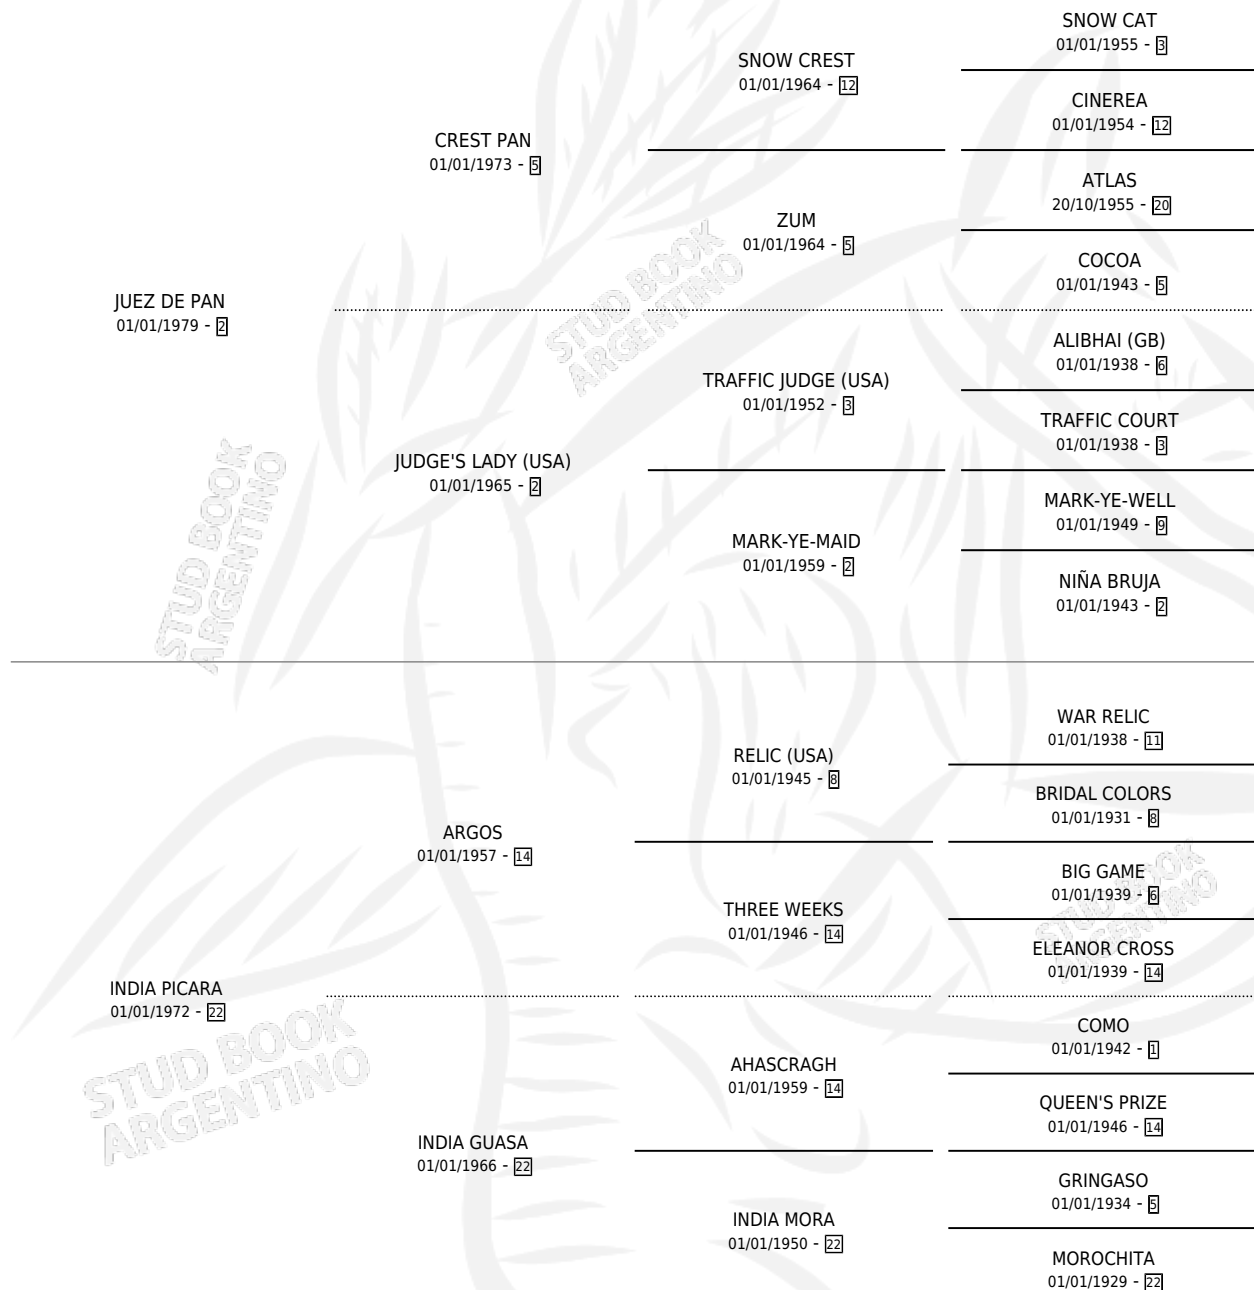 JUEZ DE PAN
01/01/1979 - 2
CREST PAN
01/01/1973 - 5
SNOW CREST
01/01/1964 - 12
SNOW CAT
01/01/1955 - 3
CINEREA
01/01/1954 - 12
ZUM
01/01/1964 - 5
ATLAS
20/10/1955 - 20
COCOA
01/01/1943 - 5
JUDGE'S LADY (USA)
01/01/1965 - 2
TRAFFIC JUDGE (USA)
01/01/1952 - 3
ALIBHAI (GB)
01/01/1938 - 6
TRAFFIC COURT
01/01/1938 - 3
MARK-YE-MAID
01/01/1959 - 2
MARK-YE-WELL
01/01/1949 - 9
NIÑA BRUJA
01/01/1943 - 2
INDIA PICARA
01/01/1972 - 22
ARGOS
01/01/1957 - 14
RELIC (USA)
01/01/1945 - 8
WAR RELIC
01/01/1938 - 11
BRIDAL COLORS
01/01/1931 - 8
THREE WEEKS
01/01/1946 - 14
BIG GAME
01/01/1939 - 6
ELEANOR CROSS
01/01/1939 - 14
INDIA GUASA
01/01/1966 - 22
AHASCRAGH
01/01/1959 - 14
COMO
01/01/1942 - 1
QUEEN'S PRIZE
01/01/1946 - 14
INDIA MORA
01/01/1950 - 22
GRINGASO
01/01/1934 - 5
MOROCHITA
01/01/1929 - 22
STUD BOOK
ARGENTINO
STUD BOOK
ARGENTINO
STUD BOOK
ARGENTINO
STUD BOOK
ARGENTINO